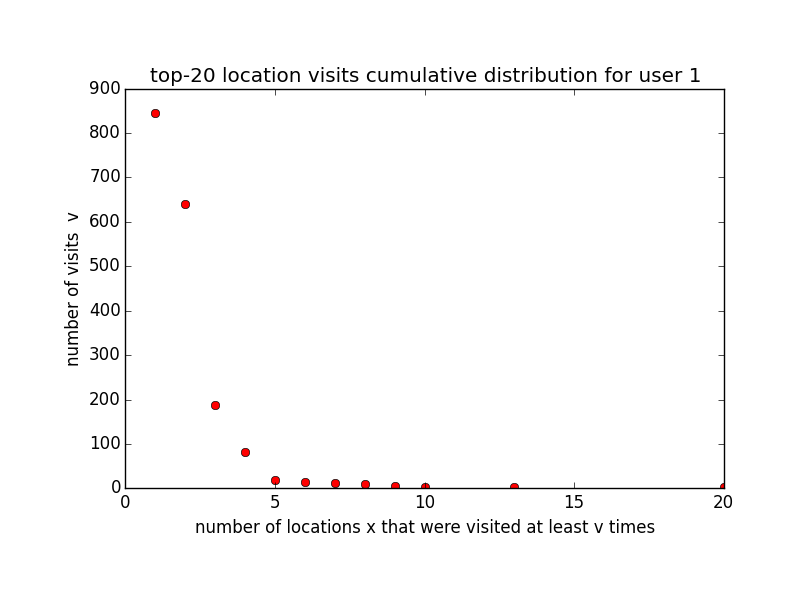 top-20 location visits cumulative distribution for user 1
900
800
700
600
500
400
300
200
100
0
number of visits  v
0 5 10 15 20
number of locations x that were visited at least v times